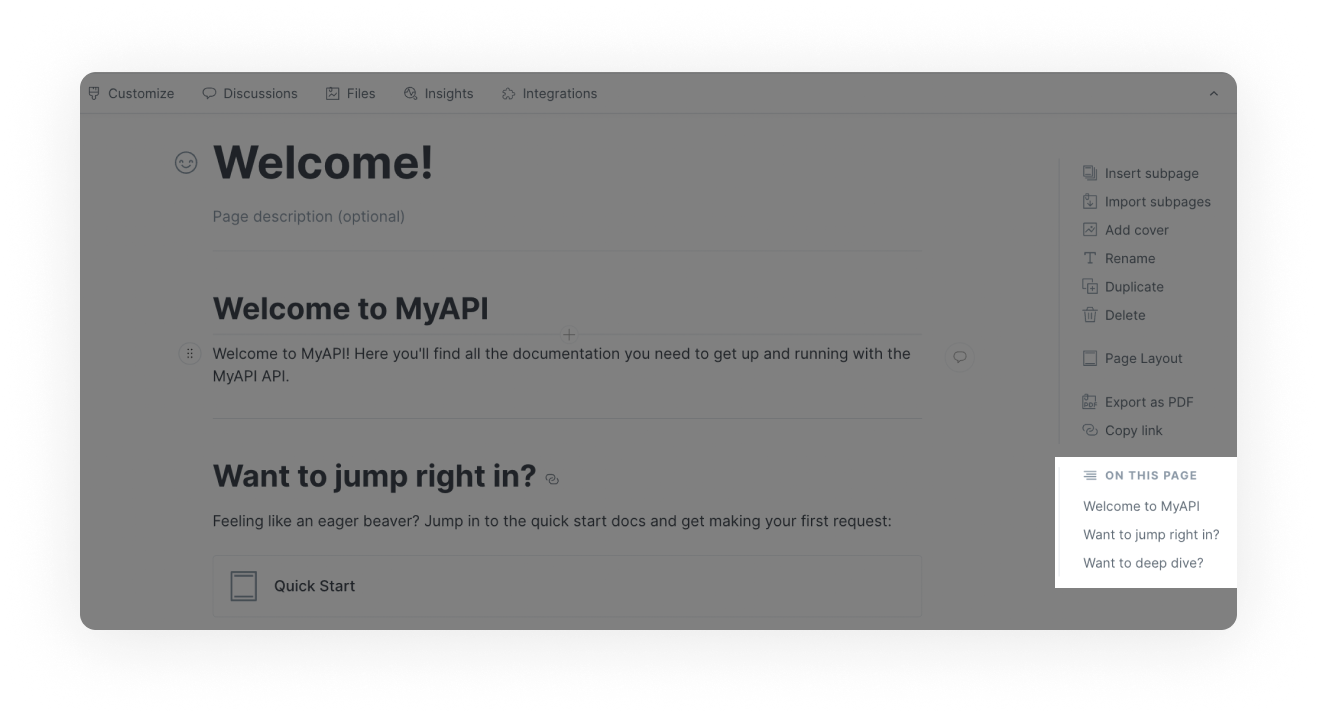 Customize
Discussions
Files
Insights
Integrations
Welcome!
Page description (optional)
Welcome to MyAPI
Welcome to MyAPI! Here you'll find all the documentation you need to get up and running with the
MyAPI API.
Want to jump right in?
Feeling like an eager beaver? Jump in to the quick start docs and get making your first request:
Quick Start
Insert subpage
Import subpages
Add cover
Rename
Duplicate
Delete
Page Layout
PDF
Export as PDF
Copy link
ON THIS PAGE
Welcome to MyAPI
Want to jump right in?
Want to deep dive?